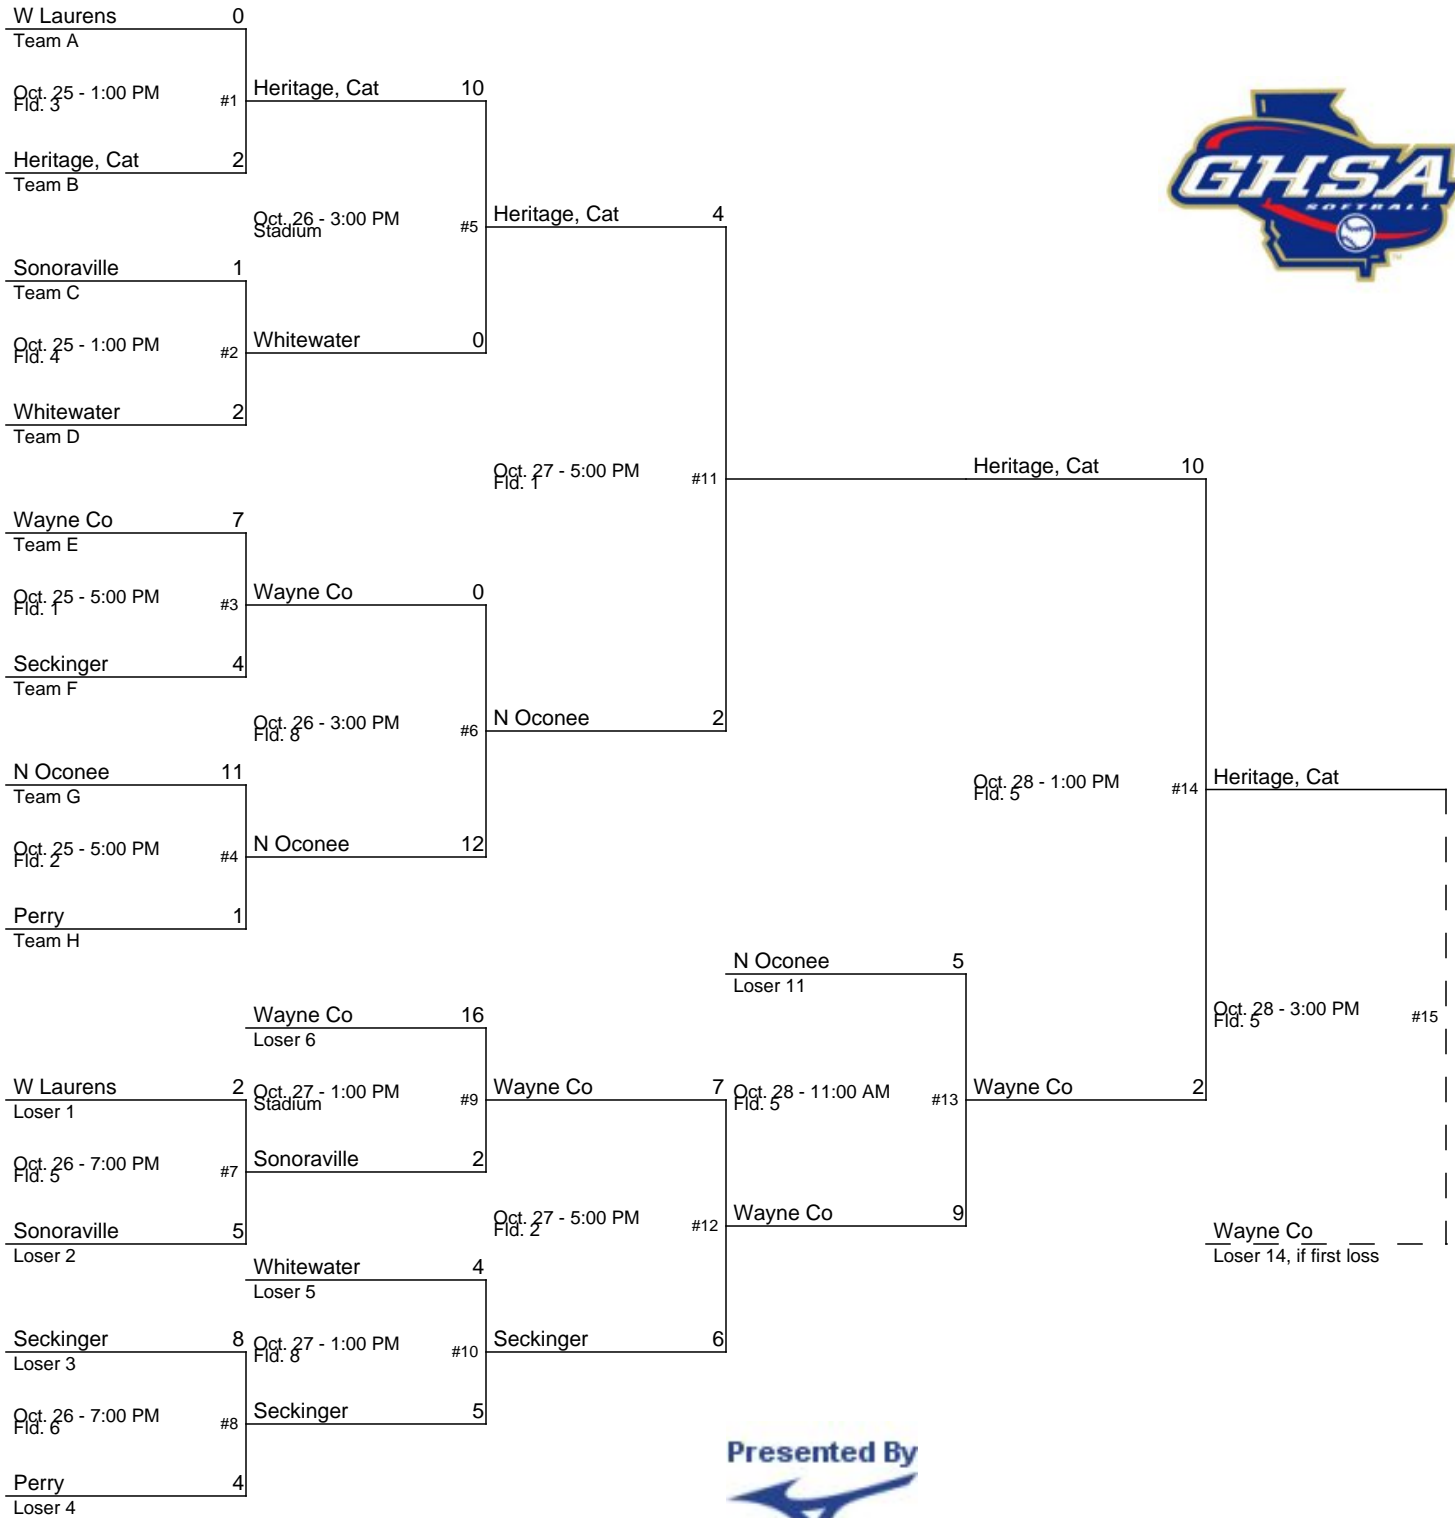 W Laurens 0
Team A
Oct. 25 - 1:00 PM
Fld. 3
#1
Heritage, Cat 2
Team B
Sonoraville 1
Team C
Oct. 25 - 1:00 PM
Fld. 4
#2
Whitewater 2
Team D
Wayne Co 7
Team E
Oct. 25 - 5:00 PM
Fld. 1
#3
Seckinger 4
Team F
N Oconee 11
Team G
Oct. 25 - 5:00 PM
Fld. 2
#4
Perry 1
Team H
Heritage, Cat 10
Oct. 26 - 3:00 PM
Stadium
#5
Whitewater 0
Wayne Co 0
Oct. 26 - 3:00 PM
Fld. 8
#6
N Oconee 12
Heritage, Cat 4
Oct. 27 - 5:00 PM
Fld. 1
#11
N Oconee 2
W Laurens 2
Loser 1
Oct. 26 - 7:00 PM
Fld. 5
#7
Sonoraville 5
Loser 2
Seckinger 8
Loser 3
Oct. 26 - 7:00 PM
Fld. 6
#8
Perry 4
Loser 4
Wayne Co 16
Loser 6
Oct. 27 - 1:00 PM
Stadium
#9
Sonoraville 2
Whitewater 4
Loser 5
Oct. 27 - 1:00 PM
Fld. 8
#10
Seckinger 5
Wayne Co 7
Oct. 27 - 5:00 PM
Fld. 2
#12
Seckinger 6
N Oconee 5
Loser 11
Oct. 28 - 11:00 AM
Fld. 5
#13
Wayne Co 9
Heritage, Cat 10
Oct. 28 - 1:00 PM
Fld. 5
#14
Wayne Co 2
Heritage, Cat
Oct. 28 - 3:00 PM
Fld. 5
#15
Wayne Co
Loser 14, if first loss
GHSA
SOFTBALL
TM
Presented By